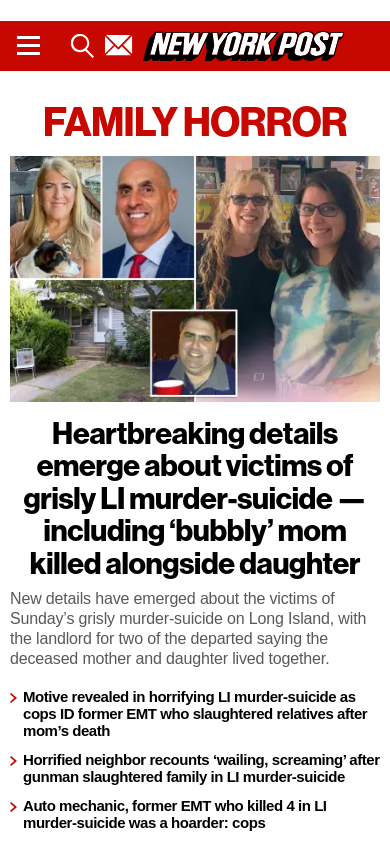 NEW YORK POST
FAMILY HORROR
Heartbreaking details
emerge about victims of
grisly LI murder-suicide —
including ‘bubbly’ mom
killed alongside daughter
New details have emerged about the victims of
Sunday’s grisly murder-suicide on Long Island, with
the landlord for two of the departed saying the
deceased mother and daughter lived together.
Motive revealed in horrifying LI murder-suicide as
cops ID former EMT who slaughtered relatives after
mom’s death
Horrified neighbor recounts ‘wailing, screaming’ after
gunman slaughtered family in LI murder-suicide
Auto mechanic, former EMT who killed 4 in LI
murder-suicide was a hoarder: cops